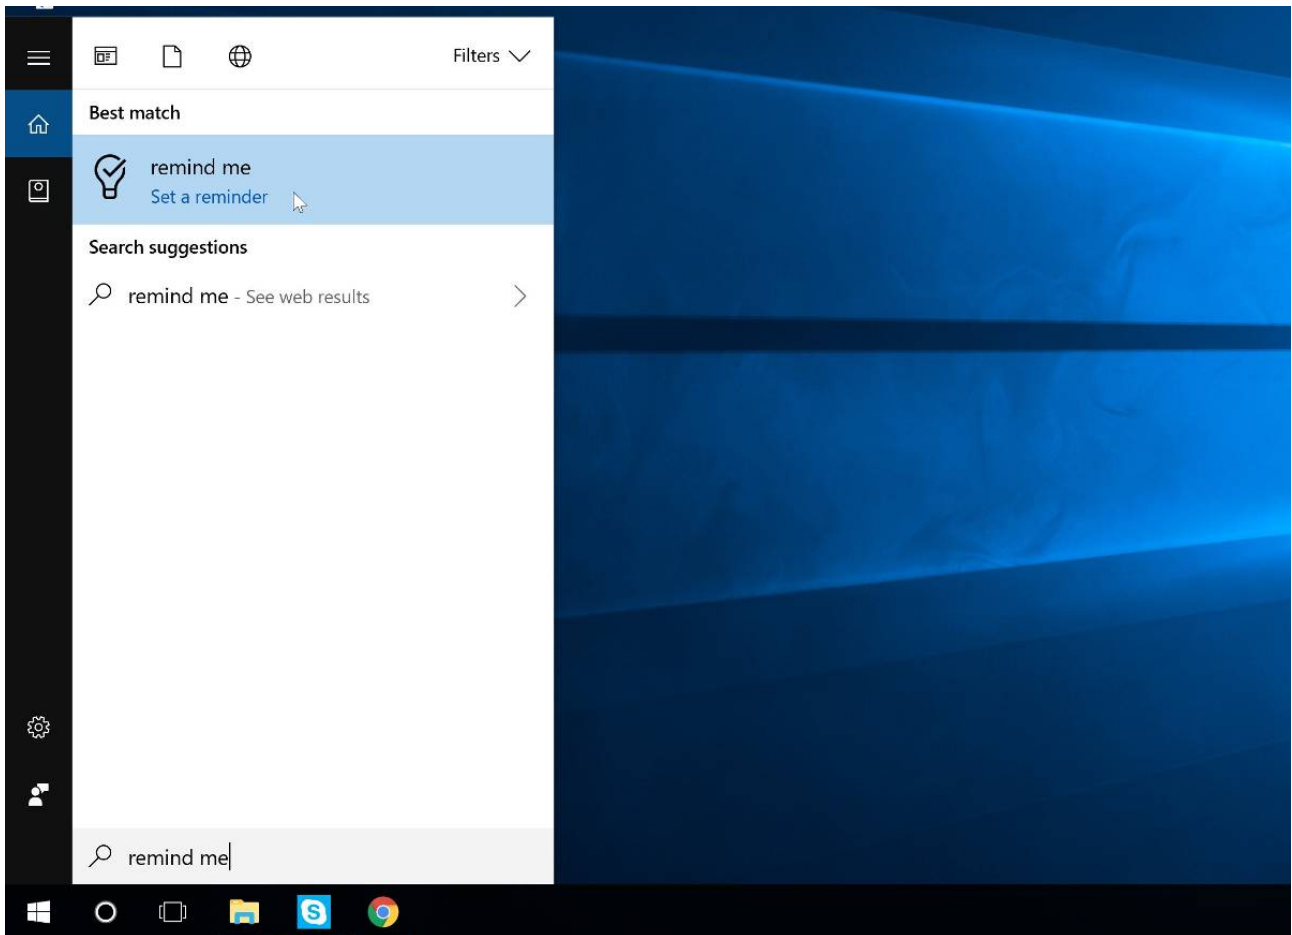 Filters
Best match
remind me
Set a reminder
Search suggestions
remind me - See web results
remind me
S